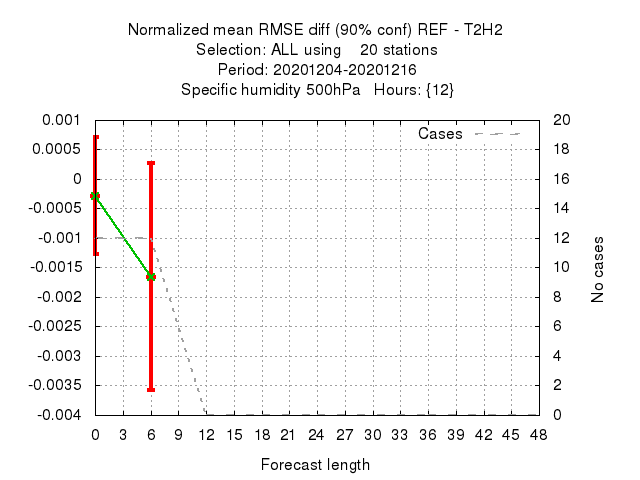 Normalized mean RMSE diff (90% conf) REF - T2H2
Selection: ALL using 20 stations
Period: 20201204-20201216
Specific humidity 500hPa Hours: {12}
Cases
0.001
0.0005
0
-0.0005
-0.001
-0.0015
-0.002
-0.0025
-0.003
-0.0035
-0.004
20
18
16
14
12
10
8
6
4
2
0
No cases
0 3 6 9 12 15 18 21 24 27 30 33 36 39 42 45 48
Forecast length